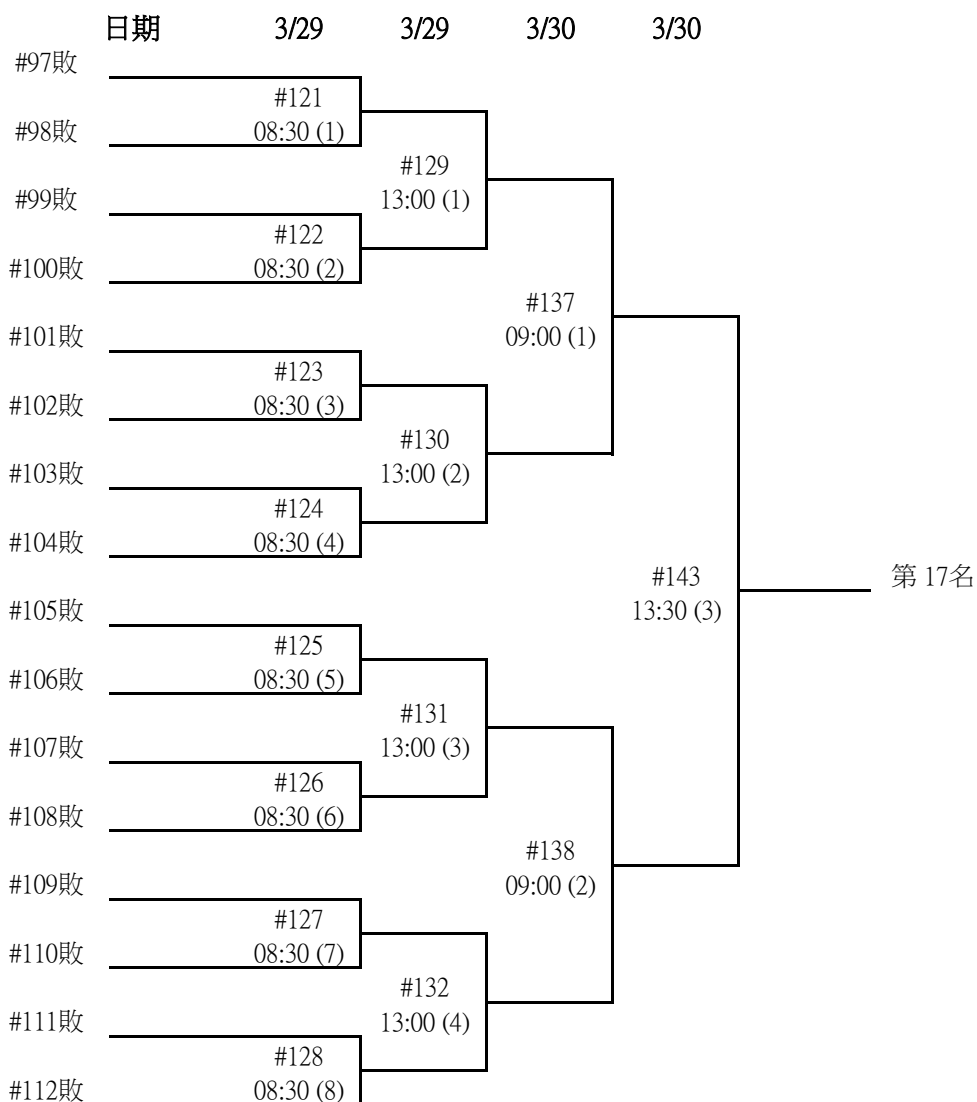 日期 3/29 3/29 3/30 3/30
#97敗
#121
#98敗 08:30 (1)
#129
#99敗 13:00 (1)
#122
#100敗 08:30 (2)
#137
#101敗 09:00 (1)
#123
#102敗 08:30 (3)
#130
#103敗 13:00 (2)
#124
#104敗 08:30 (4)
#143 第 17名
#105敗 13:30 (3)
#125
#106敗 08:30 (5)
#131
#107敗 13:00 (3)
#126
#108敗 08:30 (6)
#138
#109敗 09:00 (2)
#127
#110敗 08:30 (7)
#132
#111敗 13:00 (4)
#128
#112敗 08:30 (8)